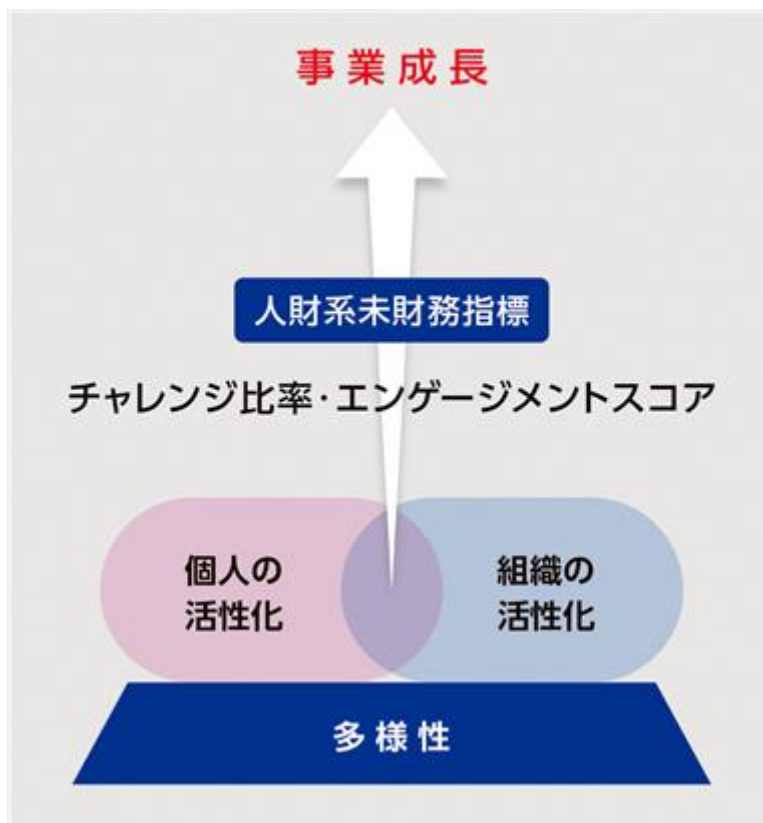 事業成長
人財系未財務指標
チャレンジ比率・エンゲージメントスコア
個人の
活性化
組織の
活性化
多様性